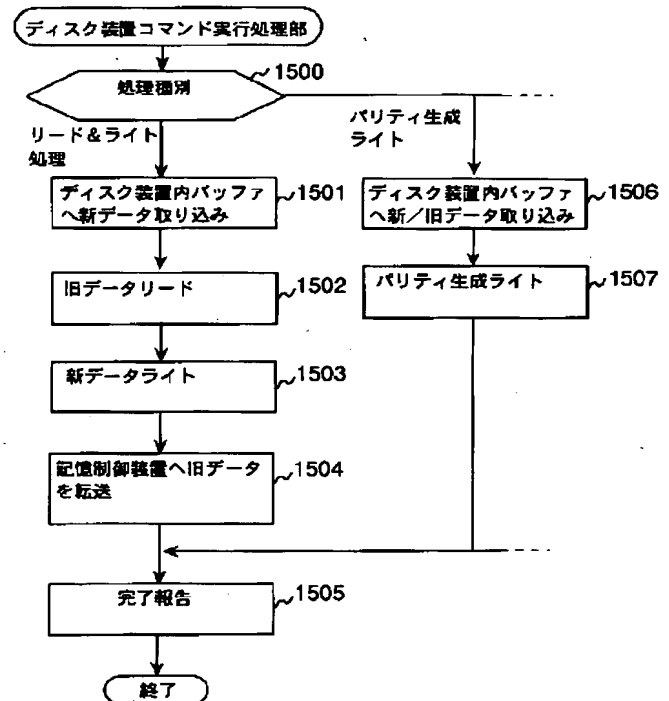 ディスク装置コマンド実行処理部
処理種別
1500
リード&ライト
処理
パリティ生成
ライト
ディスク装置内バッファ
へ新データ取り込み
1501
ディスク装置内バッファ
へ新/旧データ取り込み
1506
旧データリード
1502
パリティ生成ライト
1507
新データライト
1503
記憶制御装置へ旧データ
を転送
1504
完了報告
1505
終了